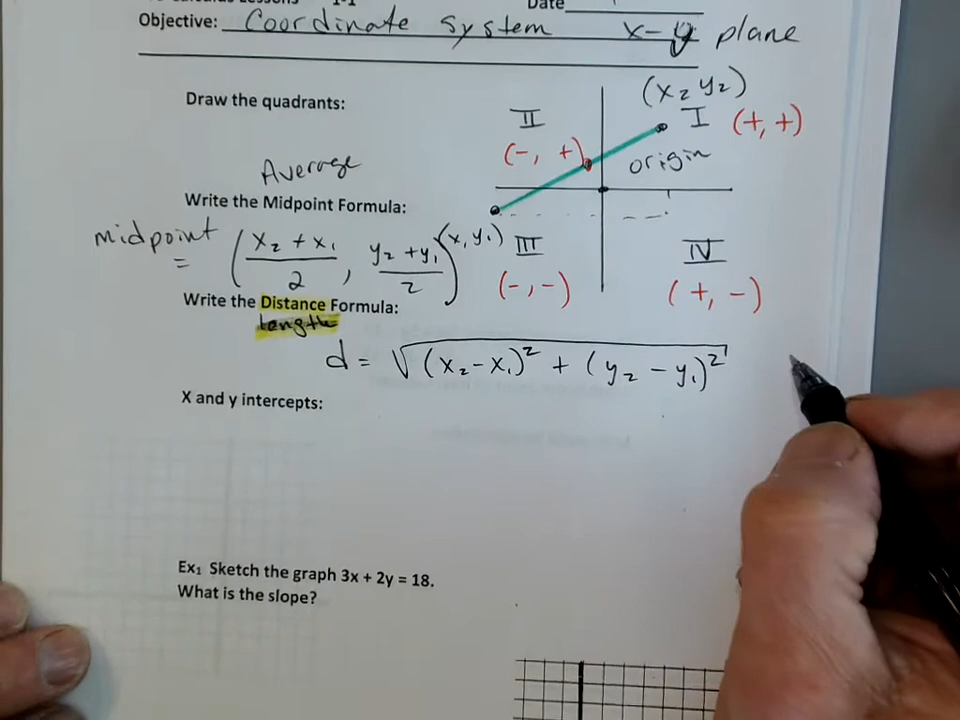 Date
Objective: Coordinate system x-y plane
Draw the quadrants:
(x₂ y₂)
II
I (+, +)
(-, +)
origin
Average
Write the Midpoint Formula:
midpoint = ( x₂ + x₁ / 2 , y₂ + y₁ / 2 )
(x, y₁)
III
IV
(-, -)
(+, -)
Write the Distance Formula:
Length
d = √(x₂ - x₁)² + (y₂ - y₁)²
X and y intercepts:
Ex₁ Sketch the graph 3x + 2y = 18.
What is the slope?